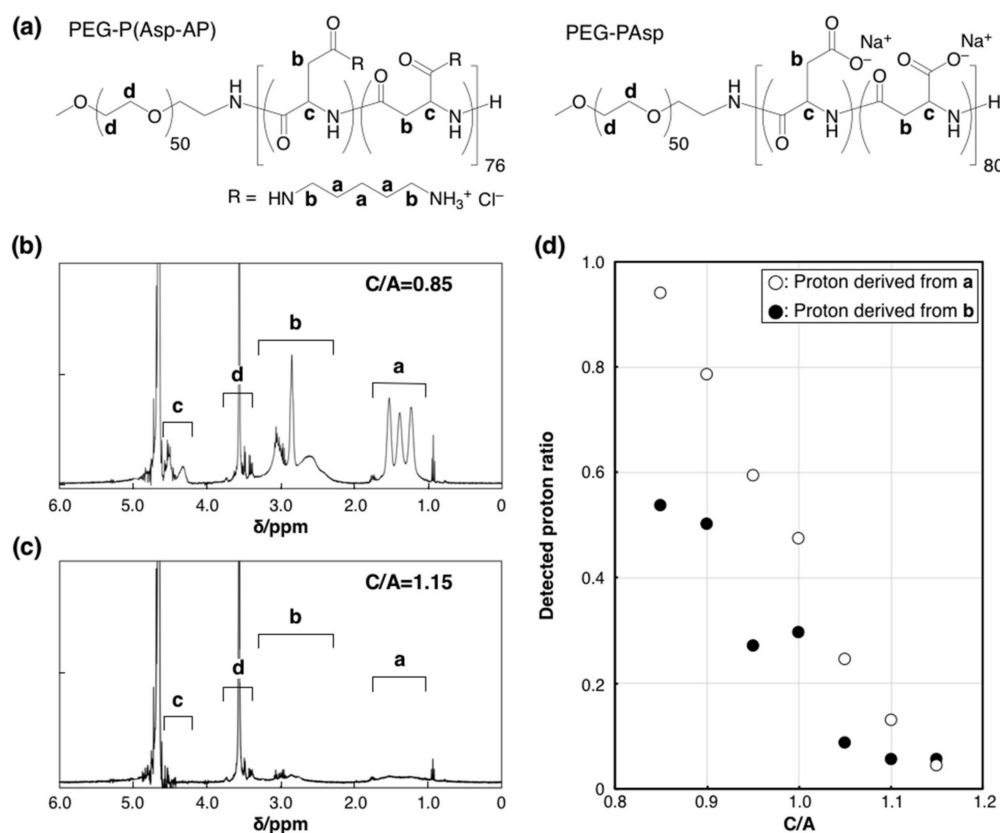 (a) PEG-P(Asp-AP)
PEG-PAsp
b O R O R
O O
d O H N H
d O c N H b c N H
50
76
R = HN a a NH₃⁺ Cl⁻
b a b
b O O⁻ Na⁺ O O⁻ Na⁺
O O
d O H N H
d O c N H b c N H
50
80
(b)
C/A=0.85
b
d a
c
6.0 5.0 4.0 3.0 2.0 1.0 0
δ/ppm
(c)
C/A=1.15
b
d a
c
6.0 5.0 4.0 3.0 2.0 1.0 0
δ/ppm
(d)
Detected proton ratio
1.0
0.8
0.6
0.4
0.2
0
0.8 0.9 1.0 1.1 1.2
C/A
○: Proton derived from a
●: Proton derived from b